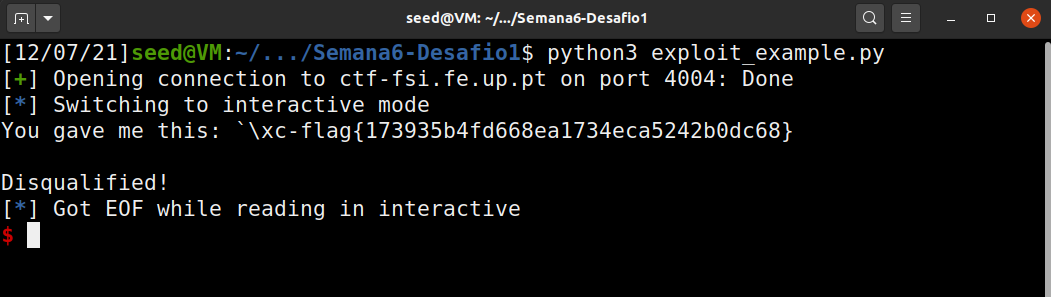 seed@VM: ~/.../Semana6-Desafio1
[12/07/21]seed@VM:~/.../Semana6-Desafio1$ python3 exploit_example.py
[+] Opening connection to ctf-fsi.fe.up.pt on port 4004: Done
[*] Switching to interactive mode
You gave me this: `\xc-flag{173935b4fd668ea1734eca5242b0dc68}
Disqualified!
[*] Got EOF while reading in interactive
$